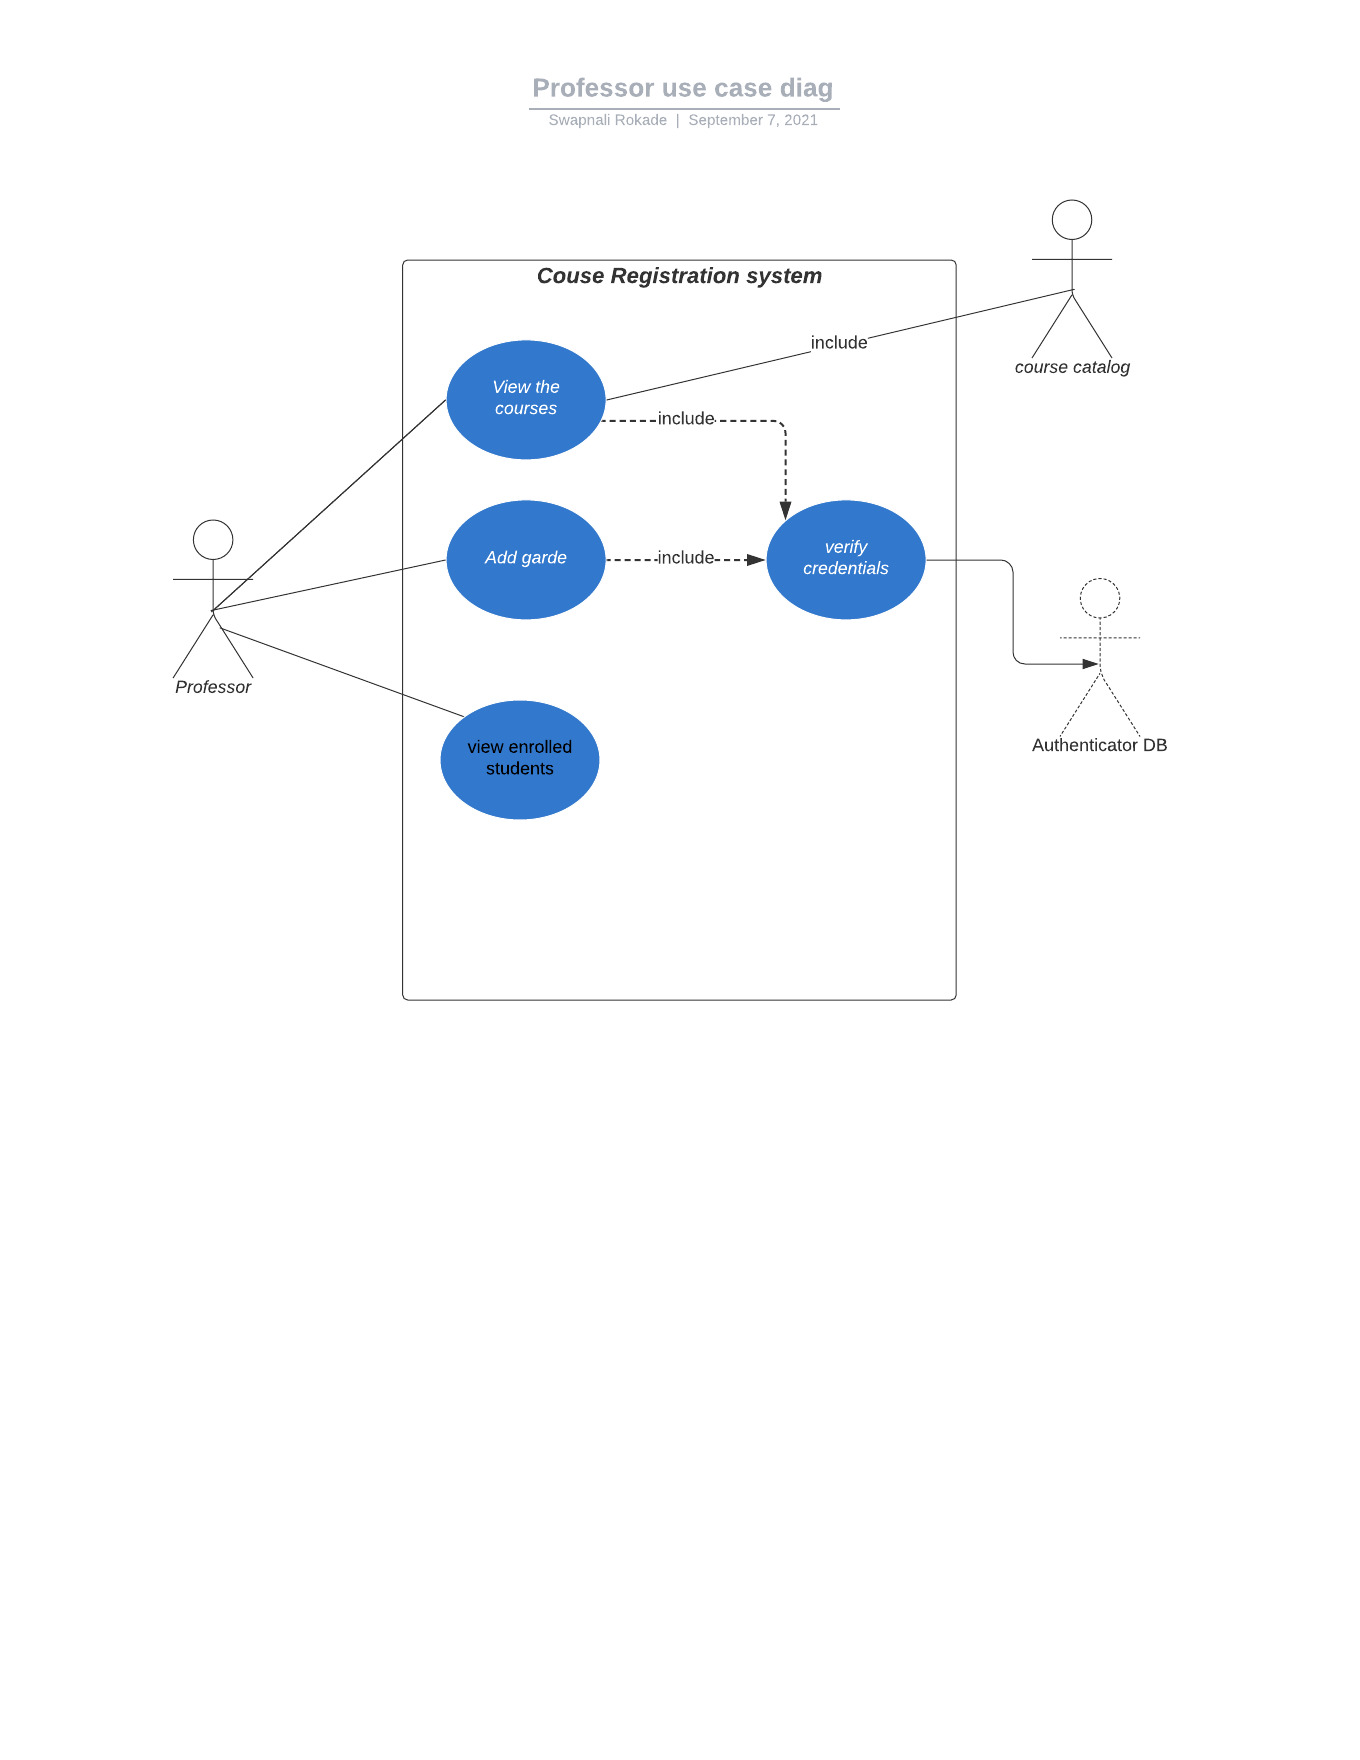 Professor use case diag
Swapnali Rokade | September 7, 2021
Couse Registration system
include
course catalog
View the
courses
include
Add garde
include
verify
credentials
Professor
view enrolled
students
Authenticator DB